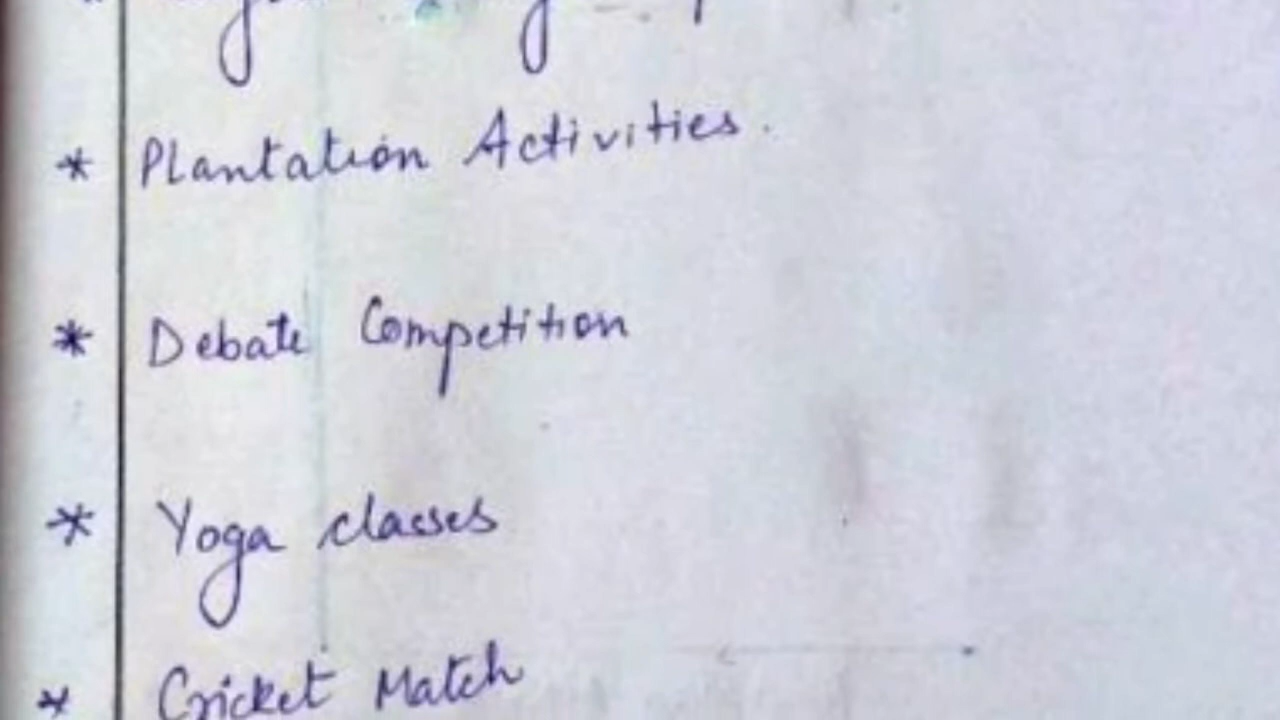 * Plantation Activities.
* Debate Competition
* Yoga classes
* Cricket Match